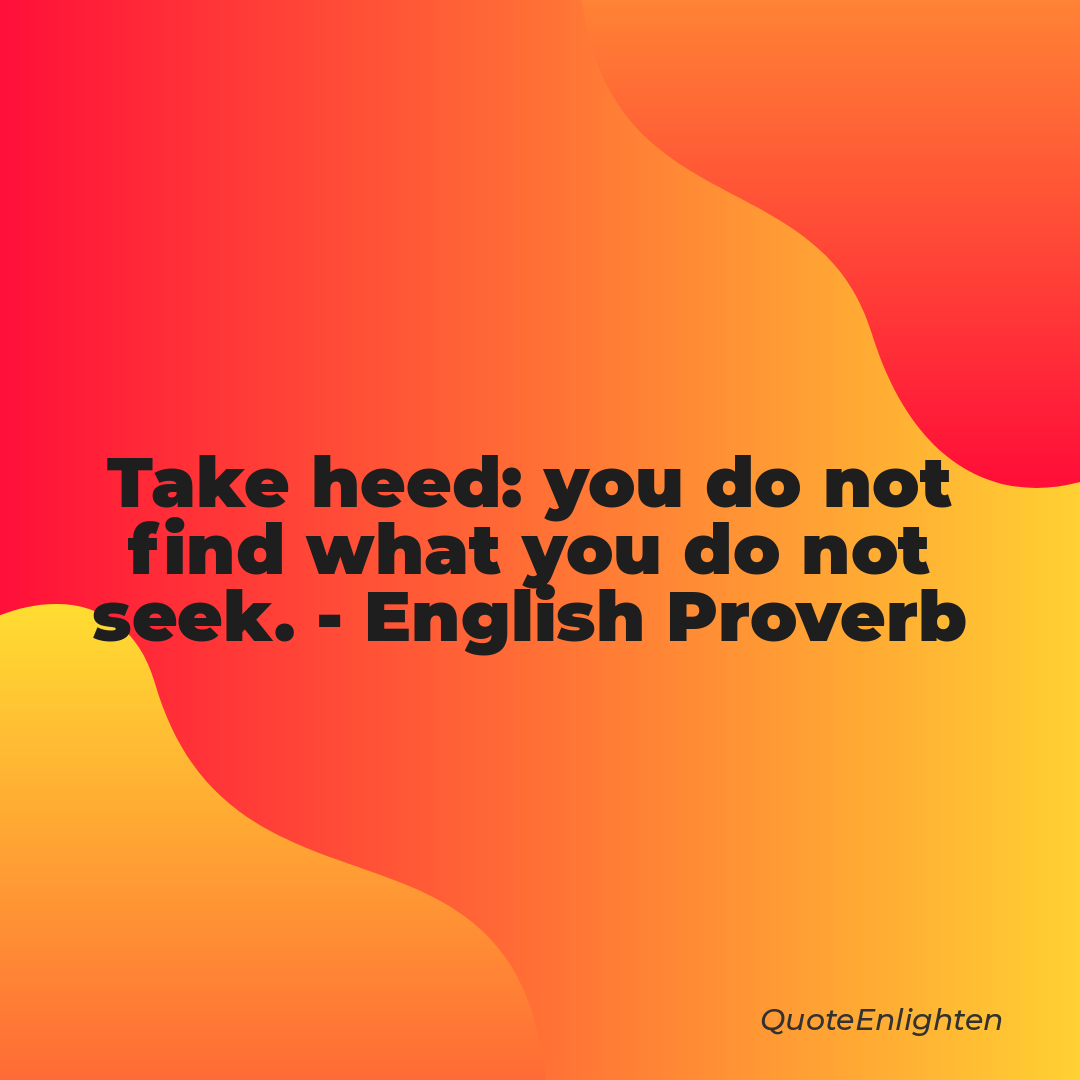 Take heed: you do not
find what you do not
seek. - English Proverb
QuoteEnlighten